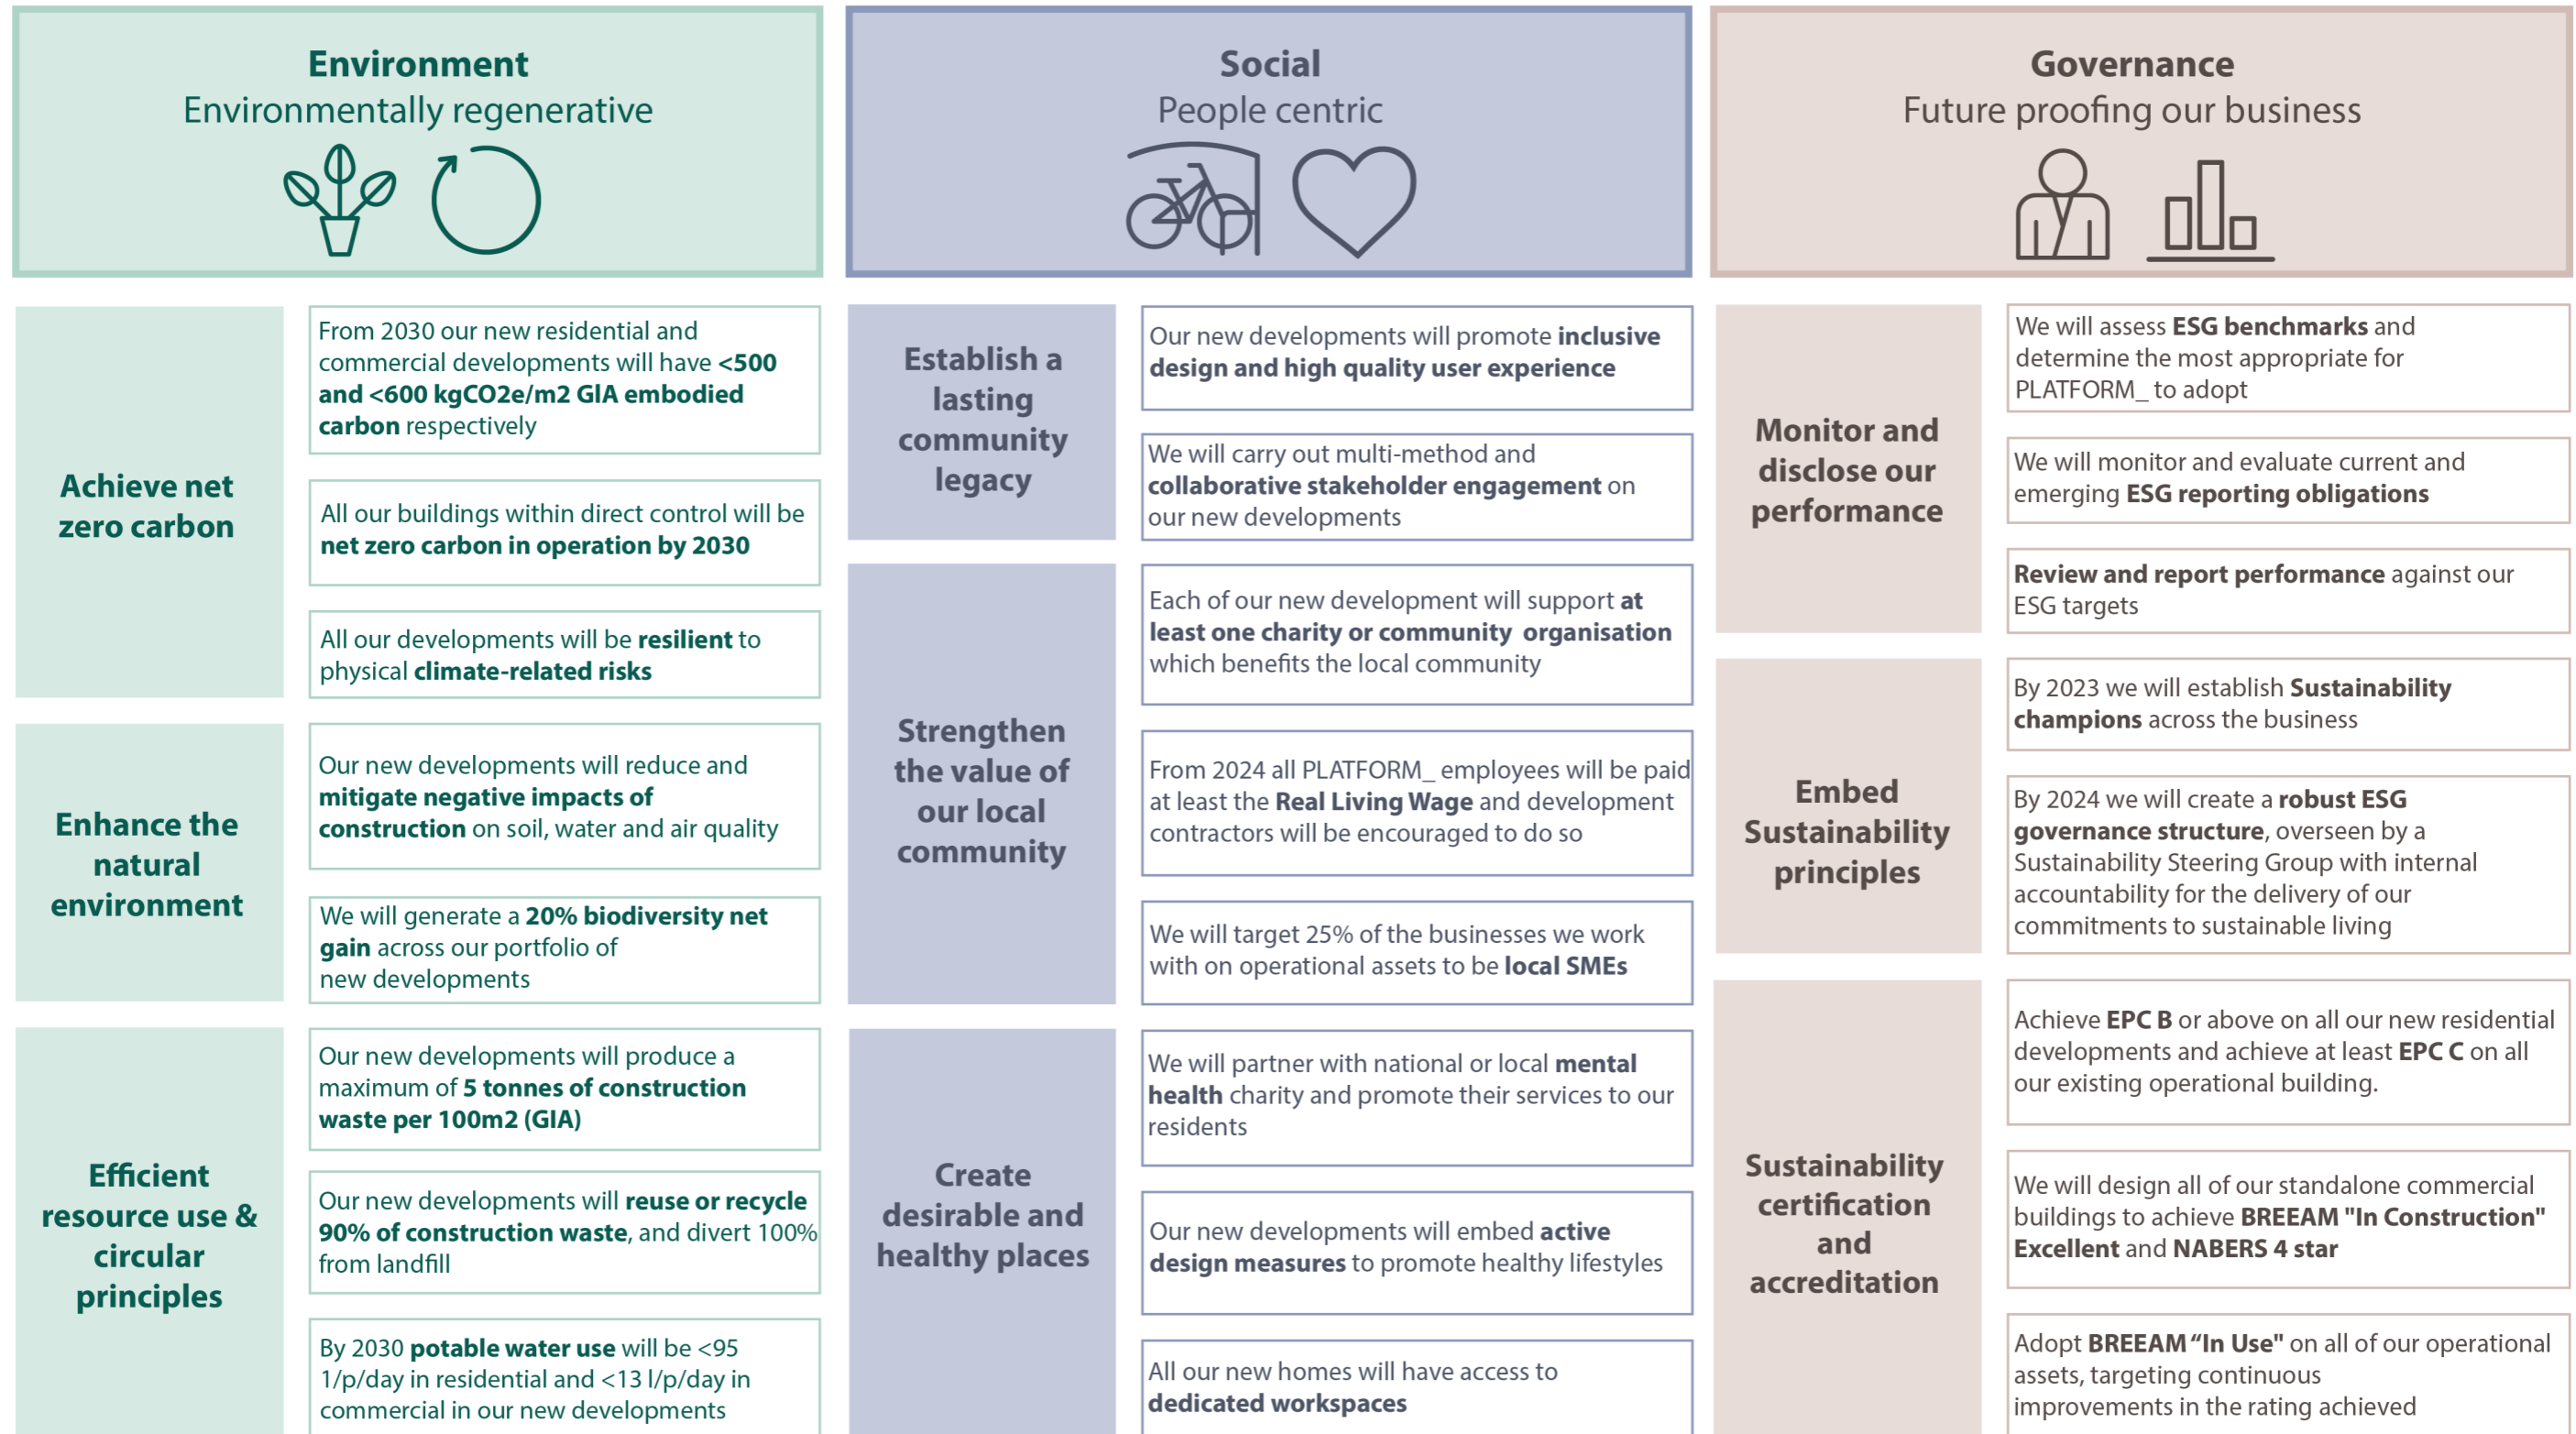 Environment
Environmentally regenerative
Achieve net
zero carbon
From 2030 our new residential and
commercial developments will have <500
and <600 kgCO2e/m2 GIA embodied
carbon respectively
All our buildings within direct control will be
net zero carbon in operation by 2030
All our developments will be resilient to
physical climate-related risks
Enhance the
natural
environment
Our new developments will reduce and
mitigate negative impacts of
construction on soil, water and air quality
We will generate a 20% biodiversity net
gain across our portfolio of
new developments
Efficient
resource use &
circular
principles
Our new developments will produce a
maximum of 5 tonnes of construction
waste per 100m2 (GIA)
Our new developments will reuse or recycle
90% of construction waste, and divert 100%
from landfill
By 2030 potable water use will be <95
1/p/day in residential and <13 l/p/day in
commercial in our new developments
Social
People centric
Establish a
lasting
community
legacy
Our new developments will promote inclusive
design and high quality user experience
We will carry out multi-method and
collaborative stakeholder engagement on
our new developments
Strengthen
the value of
our local
community
Each of our new development will support at
least one charity or community organisation
which benefits the local community
From 2024 all PLATFORM_ employees will be paid
at least the Real Living Wage and development
contractors will be encouraged to do so
We will target 25% of the businesses we work
with on operational assets to be local SMEs
Create
desirable and
healthy places
We will partner with national or local mental
health charity and promote their services to our
residents
Our new developments will embed active
design measures to promote healthy lifestyles
All our new homes will have access to
dedicated workspaces
Governance
Future proofing our business
Monitor and
disclose our
performance
We will assess ESG benchmarks and
determine the most appropriate for
PLATFORM_ to adopt
We will monitor and evaluate current and
emerging ESG reporting obligations
Review and report performance against our
ESG targets
Embed
Sustainability
principles
By 2023 we will establish Sustainability
champions across the business
By 2024 we will create a robust ESG
governance structure, overseen by a
Sustainability Steering Group with internal
accountability for the delivery of our
commitments to sustainable living
Sustainability
certification
and
accreditation
Achieve EPC B or above on all our new residential
developments and achieve at least EPC C on all
our existing operational building.
We will design all of our standalone commercial
buildings to achieve BREEAM "In Construction"
Excellent and NABERS 4 star
Adopt BREEAM “In Use" on all of our operational
assets, targeting continuous
improvements in the rating achieved